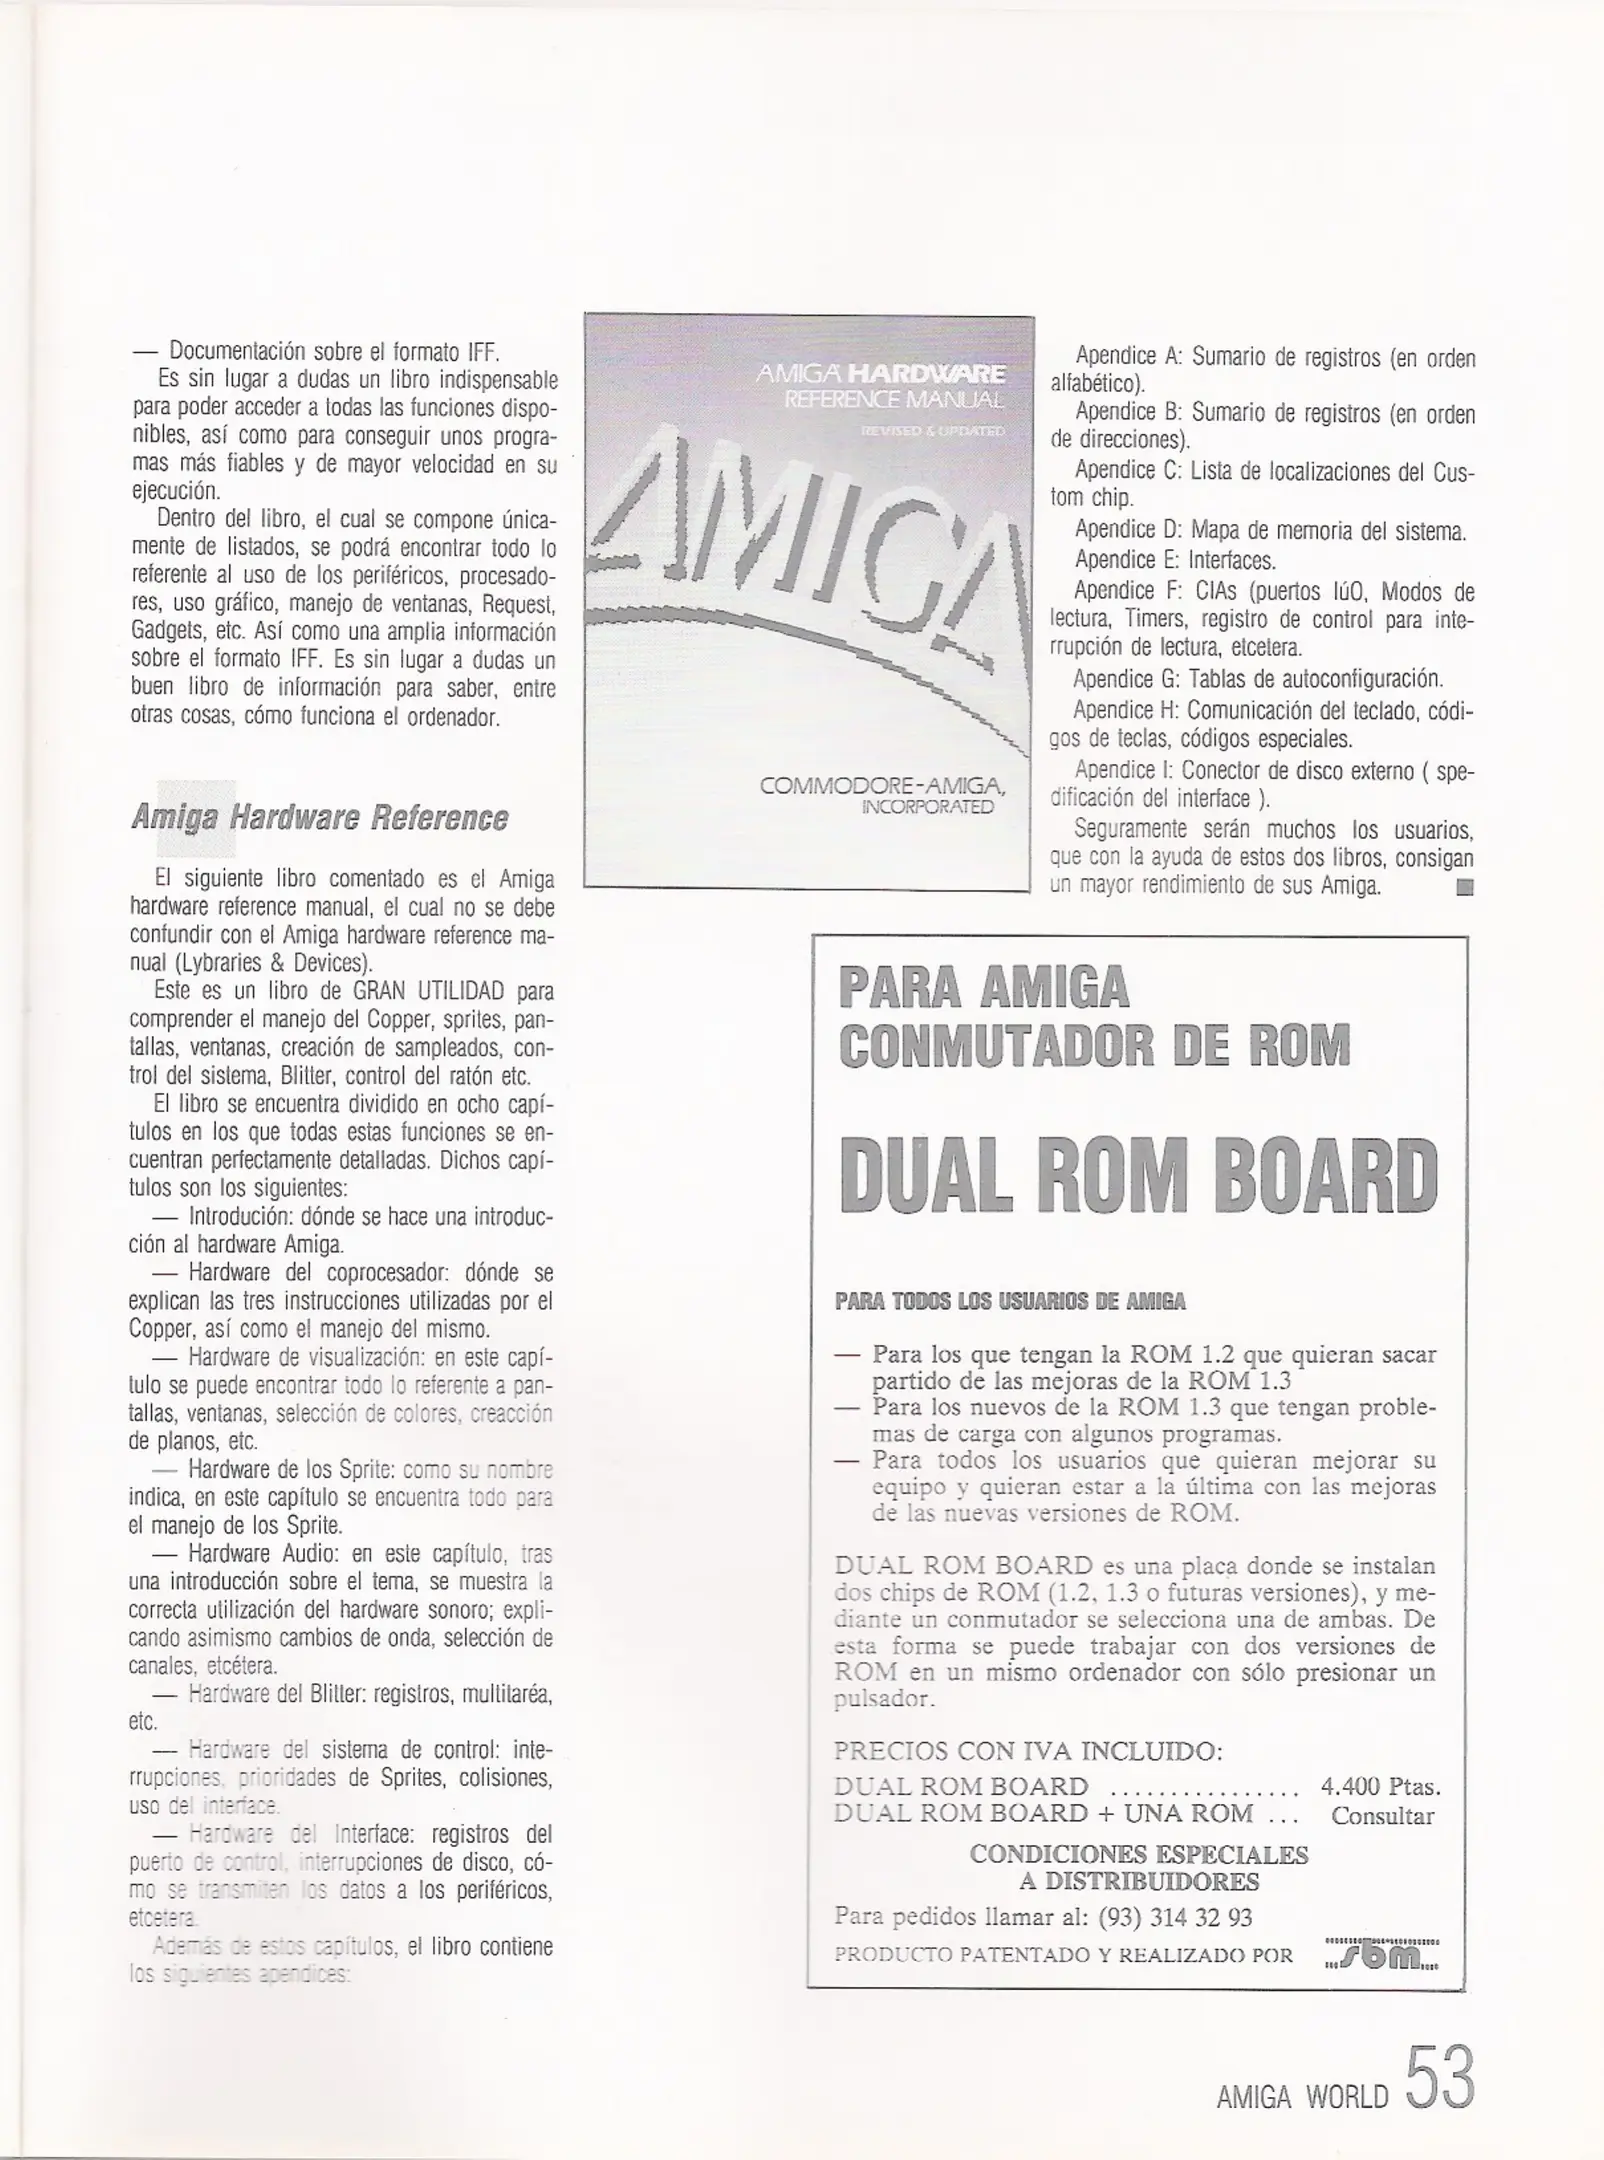 — Documentación sobre el formato IFF.
Es sin lugar a dudas un libro indispensable
para poder acceder a todas las funciones dispo-
nibles, así como para conseguir unos progra-
mas más fiables y de mayor velocidad en su
ejecución.
Dentro del libro, el cual se compone única-
mente de listados, se podrá encontrar todo lo
referente al uso de los periféricos, procesado-
res, uso gráfico, manejo de ventanas, Request,
Gadgets, etc. Así como una amplia información
sobre el formato IFF. Es sin lugar a dudas un
buen libro de información para saber, entre
otras cosas, cómo funciona el ordenador.
Amiga Hardware Reference
El siguiente libro comentado es el Amiga
hardware reference manual, el cual no se debe
confundir con el Amiga hardware reference ma-
nual (Lybraries & Devices).
Este es un libro de GRAN UTILIDAD para
comprender el manejo del Copper, sprites, pan-
tallas, ventanas, creación de sampleados, con-
trol del sistema, Blitter, control del ratón etc.
El libro se encuentra dividido en ocho capí-
tulos en los que todas estas funciones se en-
cuentran perfectamente detalladas. Dichos capí-
tulos son los siguientes:
— Introdución: dónde se hace una introduc-
ción al hardware Amiga.
— Hardware del coprocesador: dónde se
explican las tres instrucciones utilizadas por el
Copper, así como el manejo del mismo.
— Hardware de visualización: en este capí-
tulo se puede encontrar todo lo referente a pan-
tallas, ventanas, selección de colores, creacción
de planos, etc.
— Hardware de los Sprite: como su nombre
indica, en este capítulo se encuentra todo para
el manejo de los Sprite.
— Hardware Audio: en este capítulo, tras
una introducción sobre el tema, se muestra la
correcta utilización del hardware sonoro; expli-
cando asimismo cambios de onda, selección de
canales, etcétera.
— Hardware del Blitter: registros, multitaréa,
etc.
— Hardware del sistema de control: inte-
rrupciones, prioridades de Sprites, colisiones,
uso del interface.
— Hardware del Interface: registros del
puerto de control, interrupciones de disco, có-
mo se transmiten los datos a los periféricos,
etcetera.
Además de estos capítulos, el libro contiene
los siguientes apendices:
AMIGA HARDWARE
REFERENCE MANUAL
REVISED & UPDATED
AMIGA
COMMODORE-AMIGA,
INCORPORATED
Apendice A: Sumario de registros (en orden
alfabético).
Apendice B: Sumario de registros (en orden
de direcciones).
Apendice C: Lista de localizaciones del Cus-
tom chip.
Apendice D: Mapa de memoria del sistema.
Apendice E: Interfaces.
Apendice F: CIAs (puertos IúO, Modos de
lectura, Timers, registro de control para inte-
rrupción de lectura, etcetera.
Apendice G: Tablas de autoconfiguración.
Apendice H: Comunicación del teclado, códi-
gos de teclas, códigos especiales.
Apendice I: Conector de disco externo ( spe-
dificación del interface ).
Seguramente serán muchos los usuarios,
que con la ayuda de estos dos libros, consigan
un mayor rendimiento de sus Amiga.
PARA AMIGA
CONMUTADOR DE ROM
DUAL ROM BOARD
PARA TODOS LOS USUARIOS DE AMIGA
— Para los que tengan la ROM 1.2 que quieran sacar
partido de las mejoras de la ROM 1.3
— Para los nuevos de la ROM 1.3 que tengan proble-
mas de carga con algunos programas.
— Para todos los usuarios que quieran mejorar su
equipo y quieran estar a la última con las mejoras
de las nuevas versiones de ROM.
DUAL ROM BOARD es una placa donde se instalan
dos chips de ROM (1.2, 1.3 o futuras versiones), y me-
diante un conmutador se selecciona una de ambas. De
esta forma se puede trabajar con dos versiones de
ROM en un mismo ordenador con sólo presionar un
pulsador.
PRECIOS CON IVA INCLUIDO:
DUAL ROM BOARD ................ 4.400 Ptas.
DUAL ROM BOARD + UNA ROM ... Consultar
CONDICIONES ESPECIALES
A DISTRIBUIDORES
Para pedidos llamar al: (93) 314 32 93
PRODUCTO PATENTADO Y REALIZADO POR sbm
AMIGA WORLD 53